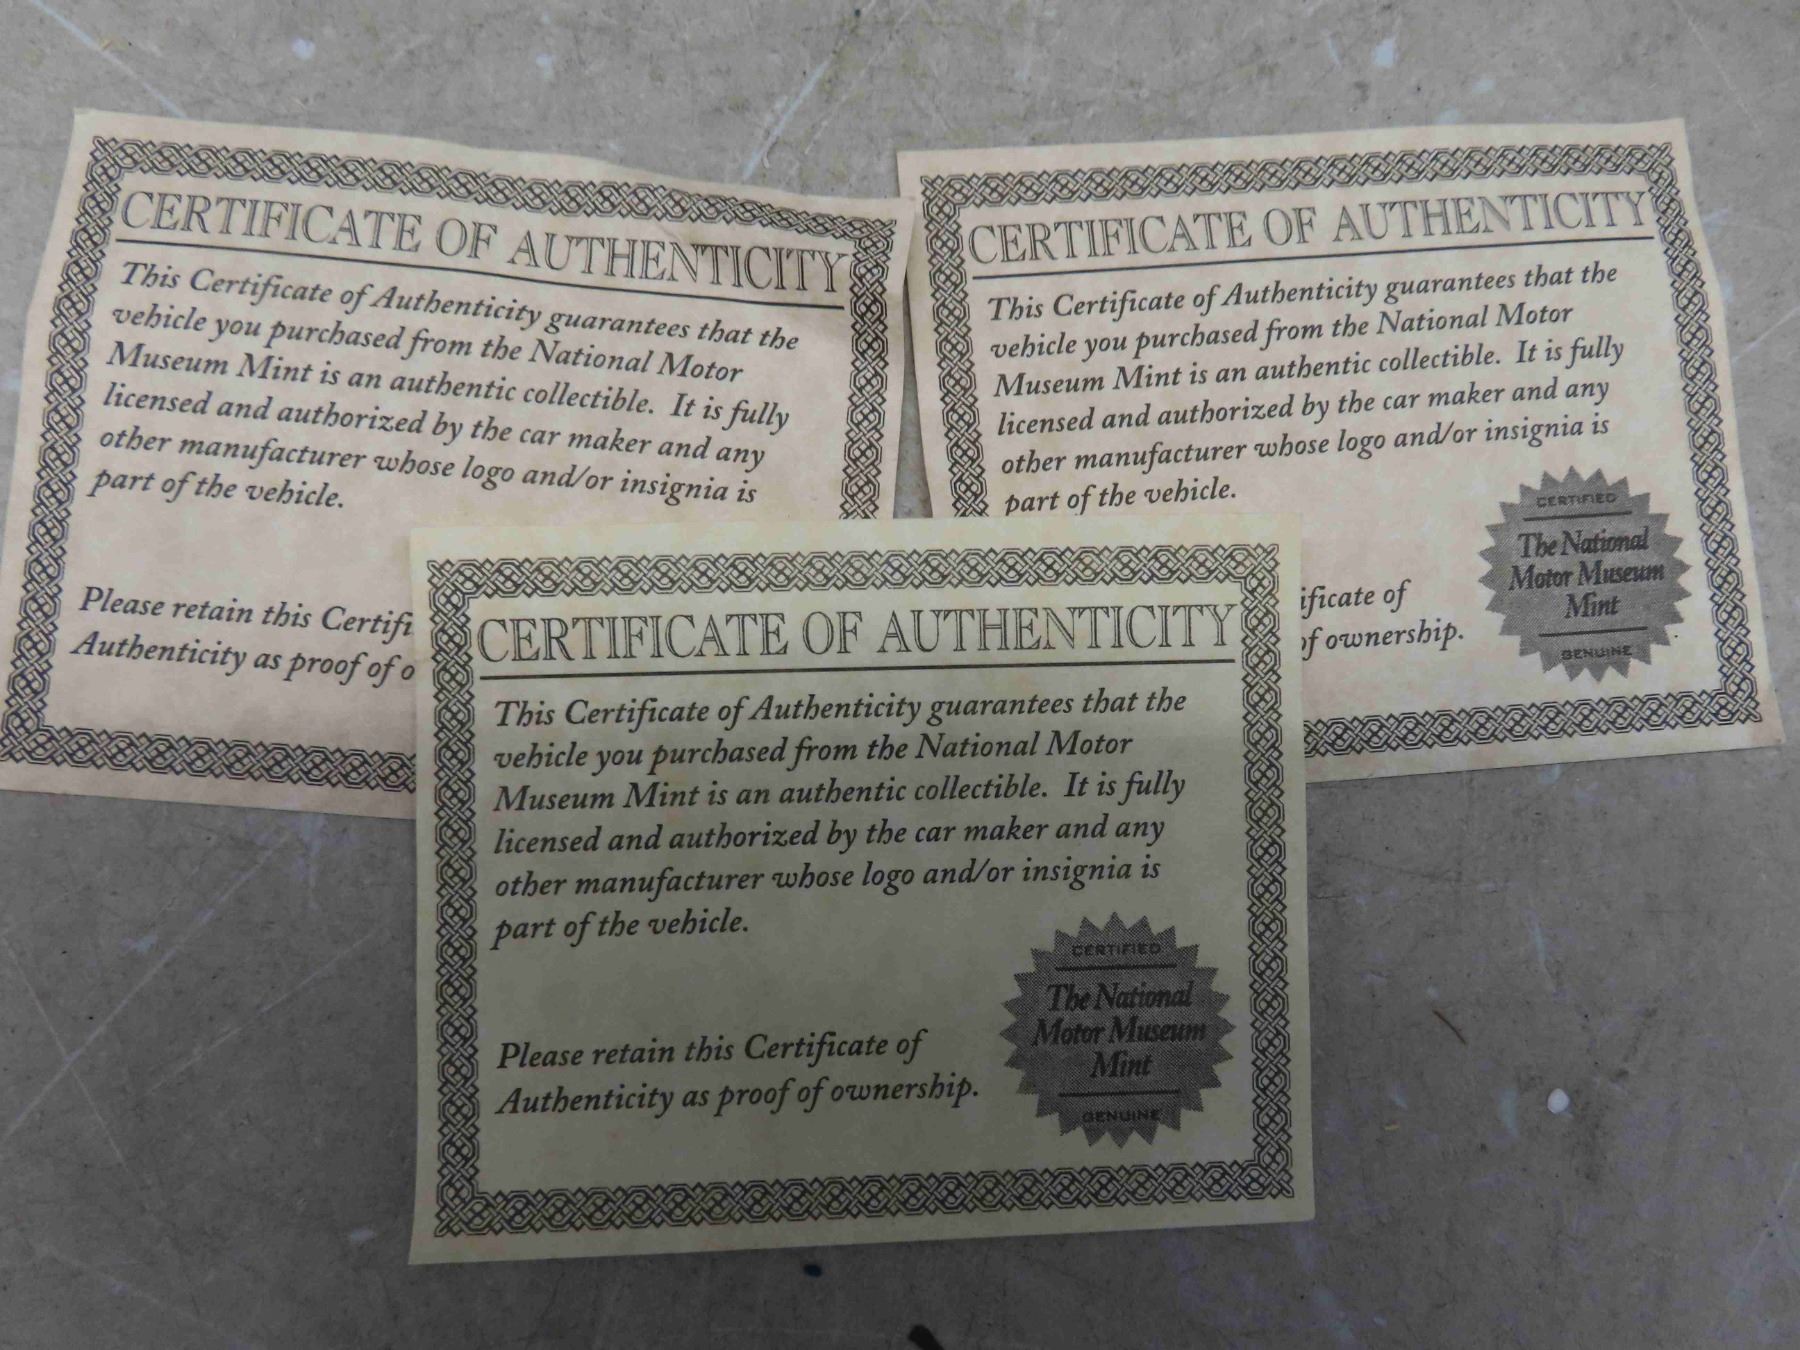 CERTIFICATE OF AUTHENTICITY
This Certificate of Authenticity guarantees that the
vehicle you purchased from the National Motor
Museum Mint is an authentic collectible. It is fully
licensed and authorized by the car maker and any
other manufacturer whose logo and/or insignia is
part of the vehicle.
Please retain this Certifi
Authenticity as proof of o
CERTIFICATE OF AUTHENTICITY
This Certificate of Authenticity guarantees that the
vehicle you purchased from the National Motor
Museum Mint is an authentic collectible. It is fully
licensed and authorized by the car maker and any
other manufacturer whose logo and/or insignia is
part of the vehicle.
ificate of
of ownership.
CERTIFIED
The National
Motor Museum
Mint
GENUINE
CERTIFICATE OF AUTHENTICITY
This Certificate of Authenticity guarantees that the
vehicle you purchased from the National Motor
Museum Mint is an authentic collectible. It is fully
licensed and authorized by the car maker and any
other manufacturer whose logo and/or insignia is
part of the vehicle.
Please retain this Certificate of
Authenticity as proof of ownership.
CERTIFIED
The National
Motor Museum
Mint
GENUINE